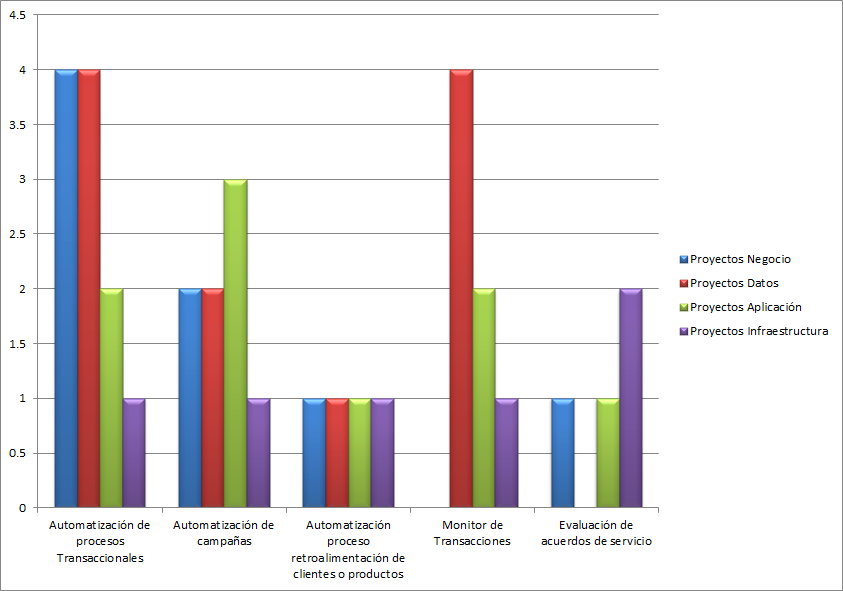 4.5
4
3.5
3
2.5
2
1.5
1
0.5
0
Automatización de
procesos
Transaccionales
Automatización de
campañas
Automatización
proceso
retroalimentación de
clientes o productos
Monitor de
Transacciones
Evaluación de
acuerdos de servicio
Proyectos Negocio
Proyectos Datos
Proyectos Aplicación
Proyectos Infraestructura